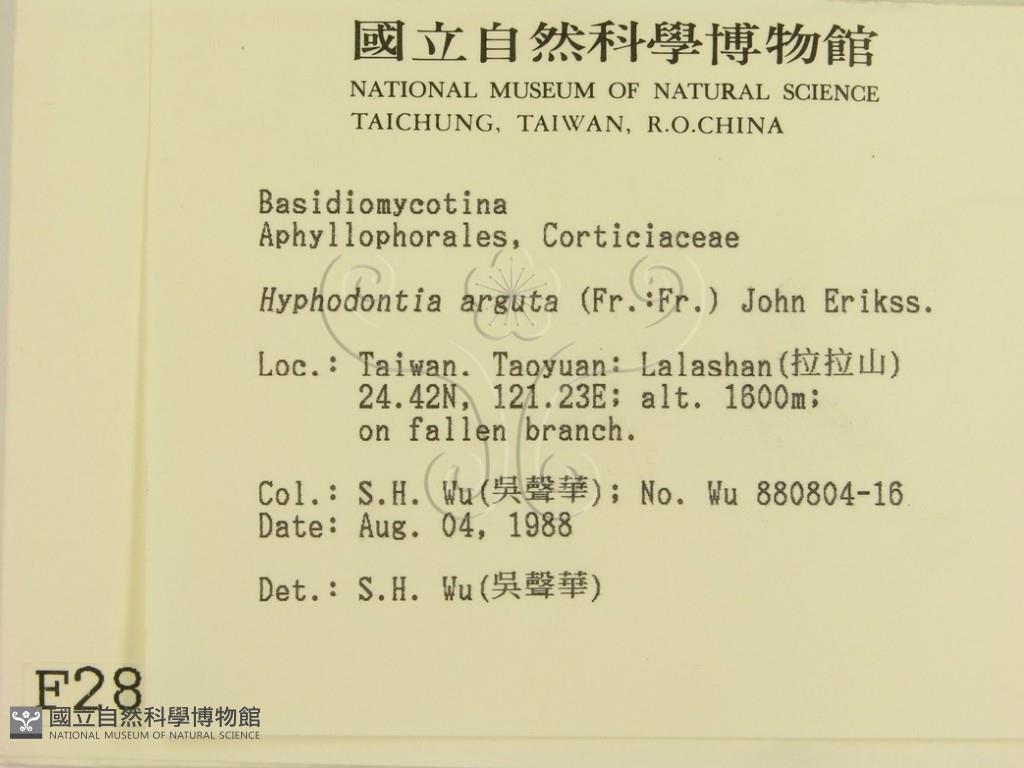 國立自然科學博物館
NATIONAL MUSEUM OF NATURAL SCIENCE
TAICHUNG, TAIWAN, R.O.CHINA
Basidiomycotina
Aphyllophorales, Corticiaceae
Hyphodontia arguta (Fr.:Fr.) John Erikss.
Loc.: Taiwan. Taoyuan: Lalashan(拉拉山)
24.42N, 121.23E; alt. 1600m;
on fallen branch.
Col.: S.H. Wu(吳聲華); No. Wu 880804-16
Date: Aug. 04, 1988
Det.: S.H. Wu(吳聲華)
F28
國立自然科學博物館
NATIONAL MUSEUM OF NATURAL SCIENCE